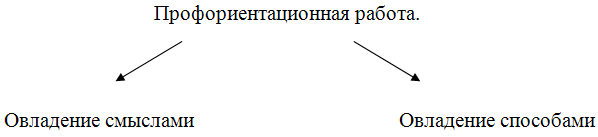 Профориентационная работа.
Овладение смыслами
Овладение способами